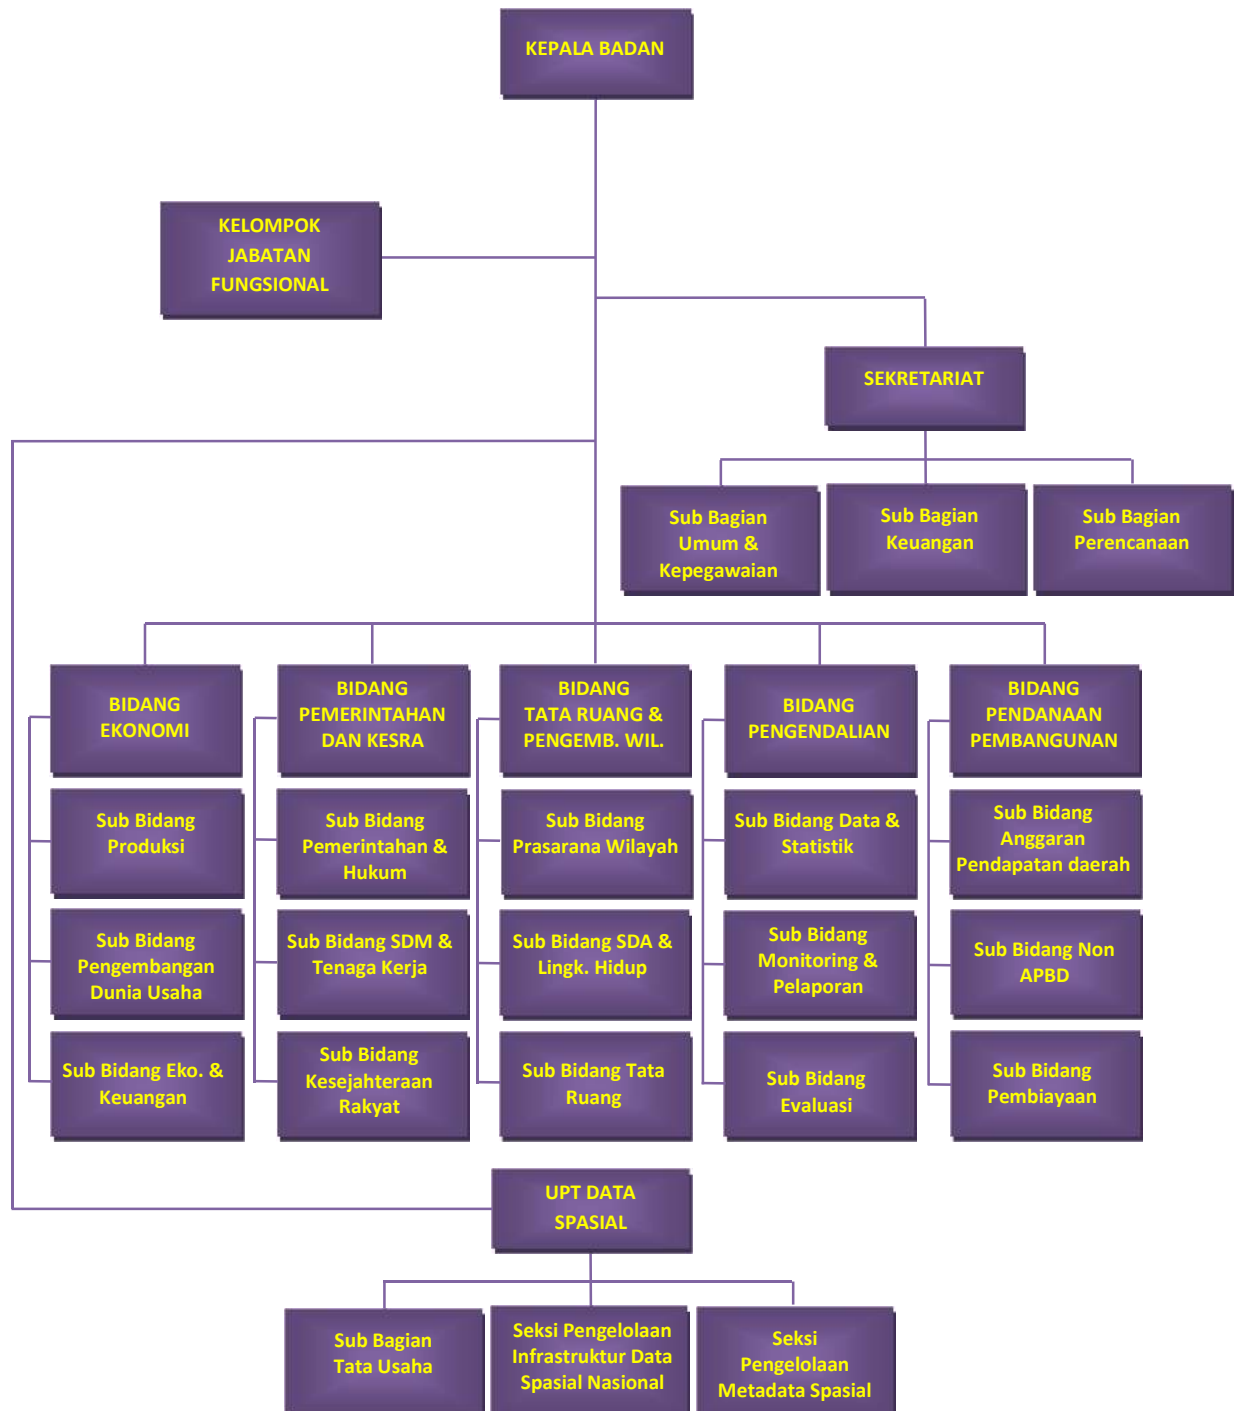 KEPALA BADAN
KELOMPOK
JABATAN
FUNGSIONAL
SEKRETARIAT
Sub Bagian
Umum &
Kepegawaian
Sub Bagian
Keuangan
Sub Bagian
Perencanaan
BIDANG
EKONOMI
BIDANG
PEMERINTAHAN
DAN KESRA
BIDANG
TATA RUANG &
PENGEMB. WIL.
BIDANG
PENGENDALIAN
BIDANG
PENDANAAN
PEMBANGUNAN
Sub Bidang
Produksi
Sub Bidang
Pemerintahan &
Hukum
Sub Bidang
Prasarana Wilayah
Sub Bidang Data &
Statistik
Sub Bidang
Anggaran
Pendapatan daerah
Sub Bidang
Pengembangan
Dunia Usaha
Sub Bidang SDM &
Tenaga Kerja
Sub Bidang SDA &
Lingk. Hidup
Sub Bidang
Monitoring &
Pelaporan
Sub Bidang Non
APBD
Sub Bidang Eko. &
Keuangan
Sub Bidang
Kesejahteraan
Rakyat
Sub Bidang Tata
Ruang
Sub Bidang
Evaluasi
Sub Bidang
Pembiayaan
UPT DATA
SPASIAL
Sub Bagian
Tata Usaha
Seksi Pengelolaan
Infrastruktur Data
Spasial Nasional
Seksi
Pengelolaan
Metadata Spasial